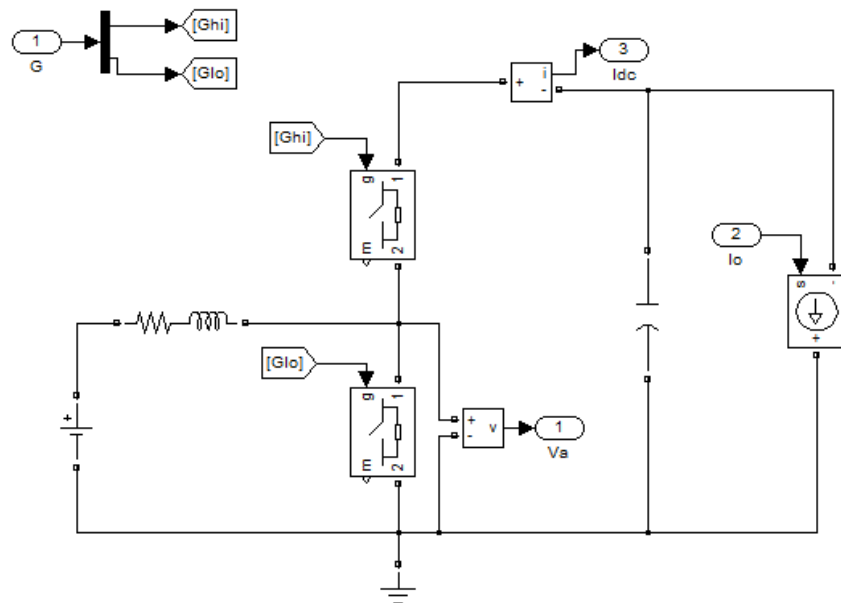 1
G
[Ghi]
[Glo]
+
i
-
3
Idc
[Ghi]
g
1
m
2
2
Io
s
-
+
[Glo]
g
1
m
2
+
+
-
v
1
Va